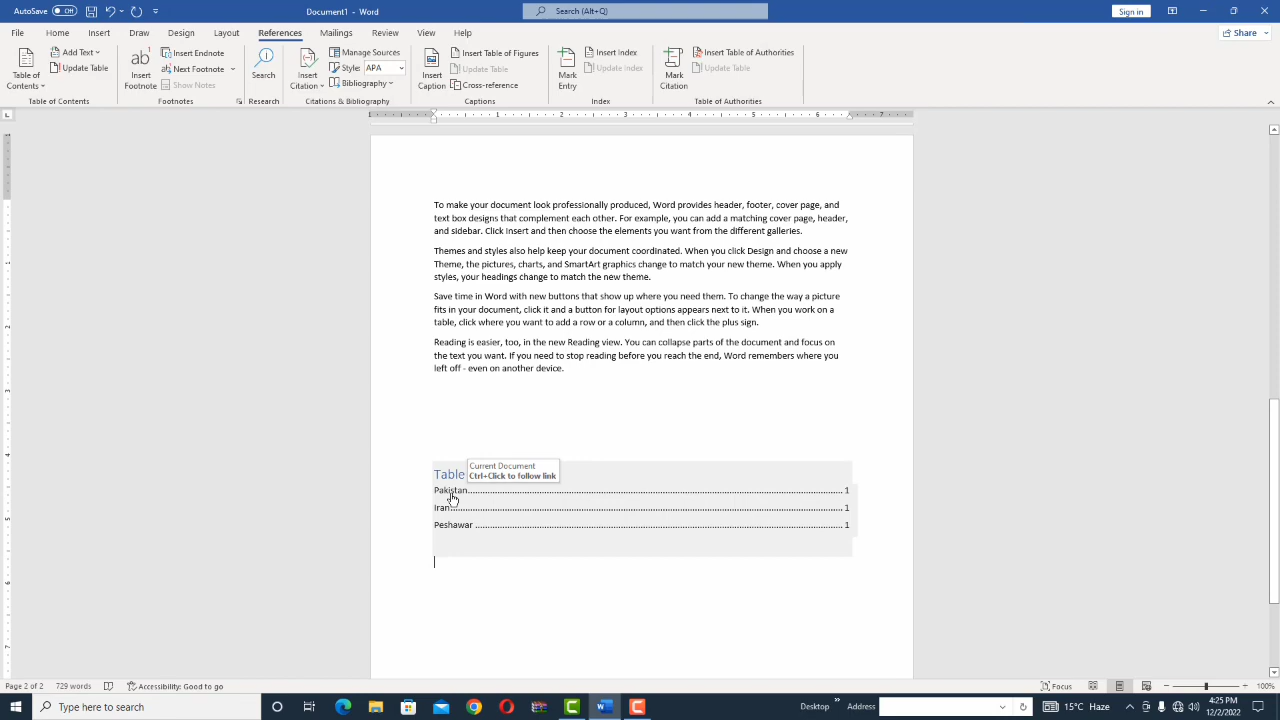 AutoSave Off Document1 - Word Search (Alt+Q) Sign in
File Home Insert Draw Design Layout References Mailings Review View Help Share
Table of Contents
Add Text
Update Table
Table of Contents
Insert Footnote
Insert Endnote
Next Footnote
Show Notes
Footnotes
Search
Research
Insert Citation
Manage Sources
Style: APA
Bibliography
Citations & Bibliography
Insert Caption
Insert Table of Figures
Update Table
Cross-reference
Captions
Mark Entry
Insert Index
Update Index
Index
Mark Citation
Insert Table of Authorities
Update Table
Table of Authorities
To make your document look professionally produced, Word provides header, footer, cover page, and
text box designs that complement each other. For example, you can add a matching cover page, header,
and sidebar. Click Insert and then choose the elements you want from the different galleries.
Themes and styles also help keep your document coordinated. When you click Design and choose a new
Theme, the pictures, charts, and SmartArt graphics change to match your new theme. When you apply
styles, your headings change to match the new theme.
Save time in Word with new buttons that show up where you need them. To change the way a picture
fits in your document, click it and a button for layout options appears next to it. When you work on a
table, click where you want to add a row or a column, and then click the plus sign.
Reading is easier, too, in the new Reading view. You can collapse parts of the document and focus on
the text you want. If you need to stop reading before you reach the end, Word remembers where you
left off - even on another device.
Current Document
Ctrl+Click to follow link
Table
Pakistan 1
Iran 1
Peshawar 1
Page 2 of 2 729 words Accessibility: Good to go Focus 100%
Type here to search Desktop Address 15°C Haze 4:25 PM
12/2/2022